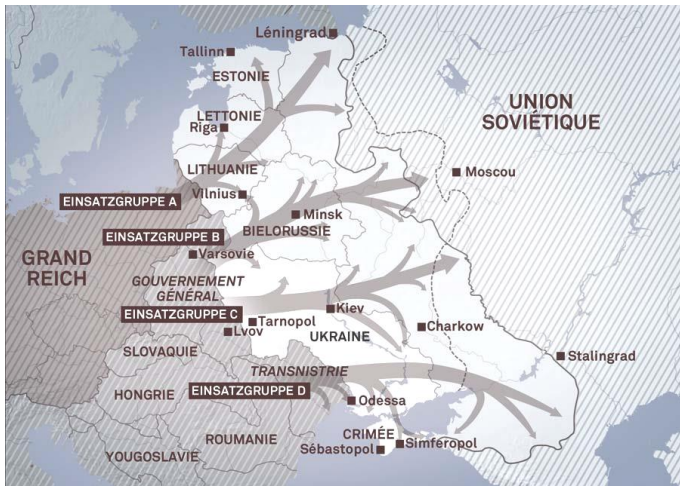 Léningrad
Tallinn
ESTONIE
UNION
SOVIÉTIQUE
LETTONIE
Riga
LITHUANIE
Moscou
Vilnius
EINSATZGRUPPE A
Minsk
BIELORUSSIE
EINSATZGRUPPE B
Varsovie
GRAND
REICH
GOUVERNEMENT
GÉNÉRAL
EINSATZGRUPPE C
Kiev
Tarnopol
Lvov
Charkow
UKRAINE
SLOVAQUIE
Stalingrad
TRANSNISTRIE
EINSATZGRUPPE D
HONGRIE
Odessa
CRIMÉE
ROUMANIE
Simferopol
Sébastopol
YOUGOSLAVIE